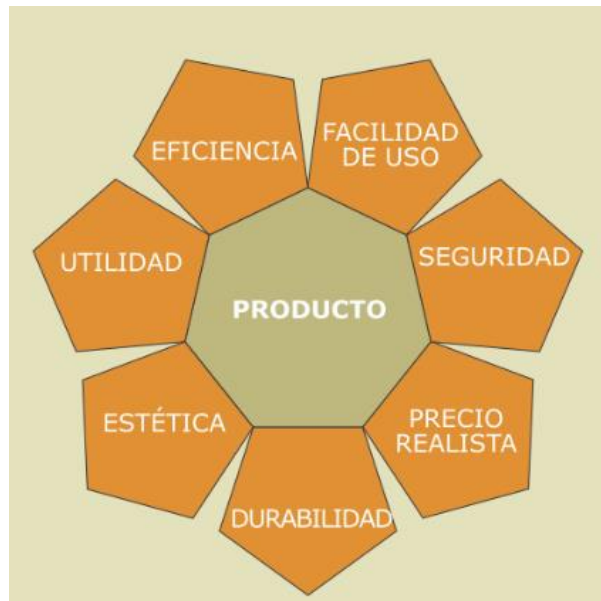 EFICIENCIA
FACILIDAD
DE USO
UTILIDAD
SEGURIDAD
PRODUCTO
ESTÉTICA
PRECIO
REALISTA
DURABILIDAD